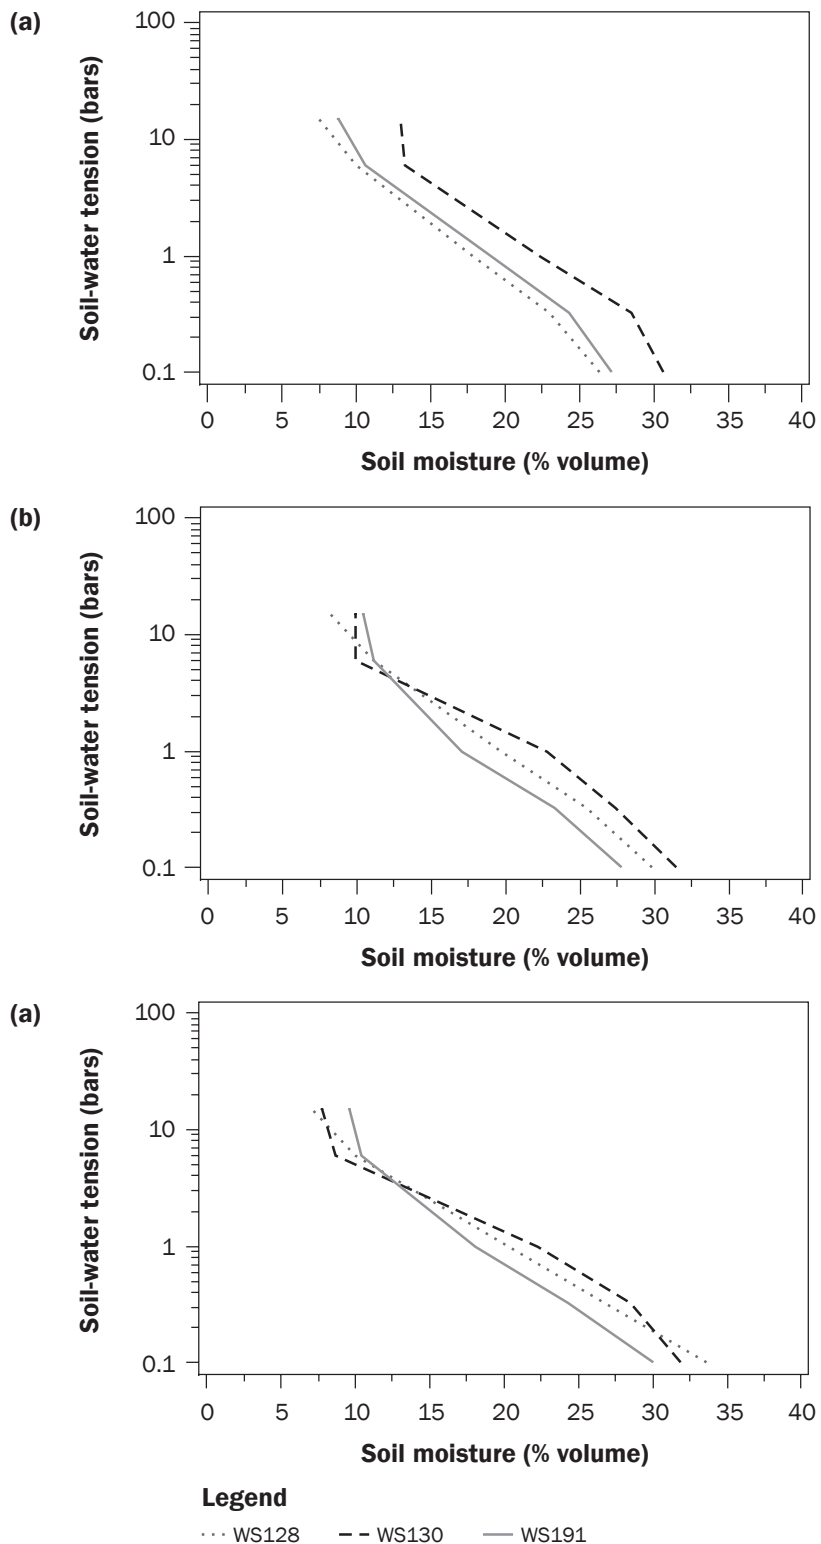 (a)
Soil-water tension (bars)
100
10
1
0.1
0 5 10 15 20 25 30 35 40
Soil moisture (% volume)
(b)
Soil-water tension (bars)
100
10
1
0.1
0 5 10 15 20 25 30 35 40
Soil moisture (% volume)
(a)
Soil-water tension (bars)
100
10
1
0.1
0 5 10 15 20 25 30 35 40
Soil moisture (% volume)
Legend
WS128 WS130 WS191